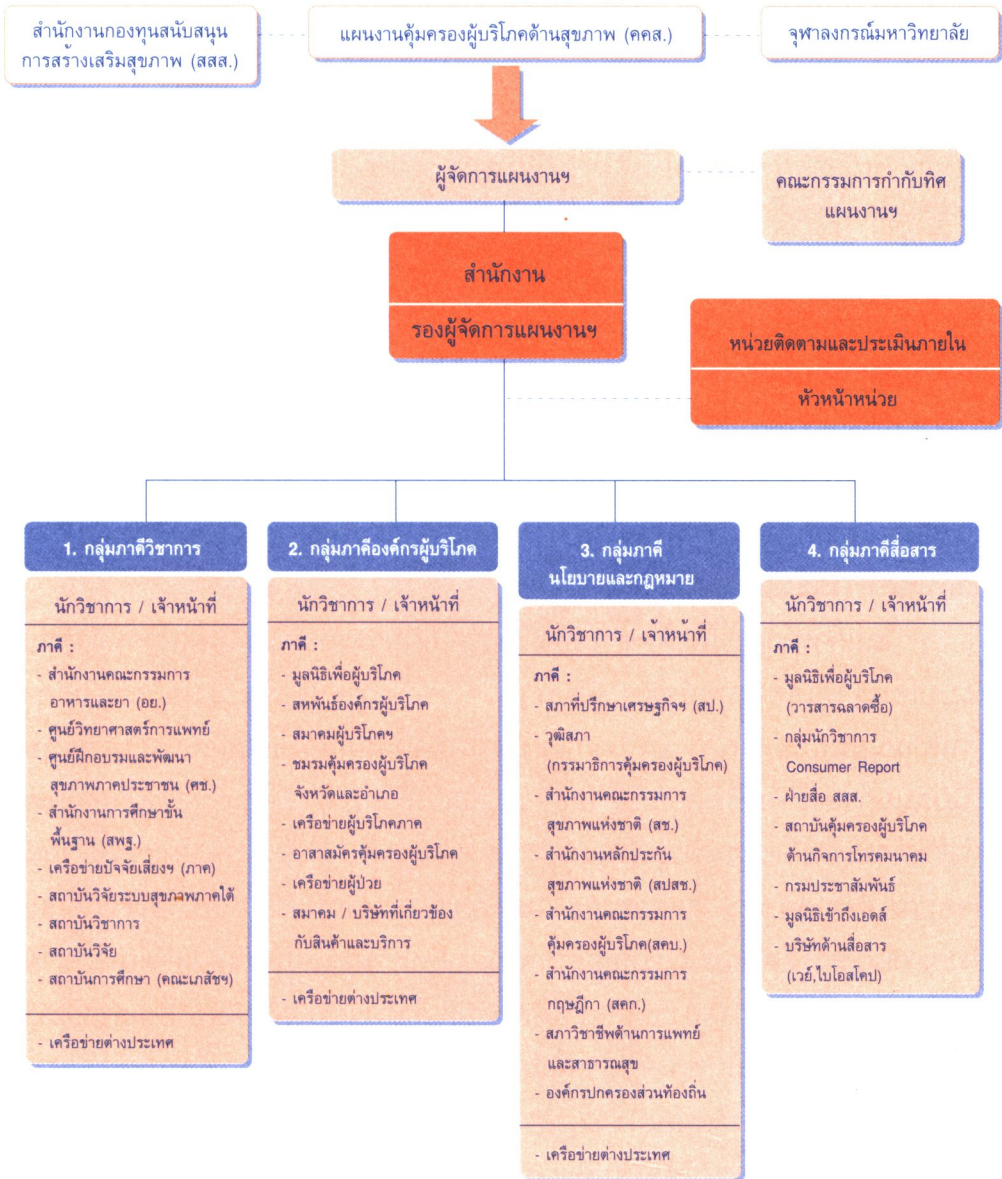 สำนักงานกองทุนสนับสนุน
การสร้างเสริมสุขภาพ (สสส.)
แผนงานคุ้มครองผู้บริโภคด้านสุขภาพ (คคส.)
จุฬาลงกรณ์มหาวิทยาลัย
ผู้จัดการแผนงานฯ
คณะกรรมการกำกับทิศ
แผนงานฯ
สำนักงาน
รองผู้จัดการแผนงานฯ
หน่วยติดตามและประเมินภายใน
หัวหน้าหน่วย
1. กลุ่มภาคีวิชาการ
นักวิชาการ / เจ้าหน้าที่
ภาคี :
- สำนักงานคณะกรรมการ
อาหารและยา (อย.)
- ศูนย์วิทยาศาสตร์การแพทย์
- ศูนย์ฝึกอบรมและพัฒนา
สุขภาพภาคประชาชน (ศช.)
- สำนักงานการศึกษาขั้น
พื้นฐาน (สพฐ.)
- เครือข่ายปัจจัยเสี่ยงฯ (ภาค)
- สถาบันวิจัยระบบสุขภาพภาคใต้
- สถาบันวิชาการ
- สถาบันวิจัย
- สถาบันการศึกษา (คณะเภสัชฯ)
- เครือข่ายต่างประเทศ
2. กลุ่มภาคีองค์กรผู้บริโภค
นักวิชาการ / เจ้าหน้าที่
ภาคี :
- มูลนิธิเพื่อผู้บริโภค
- สหพันธ์องค์กรผู้บริโภค
- สมาคมผู้บริโภคฯ
- ชมรมคุ้มครองผู้บริโภค
จังหวัดและอำเภอ
- เครือข่ายผู้บริโภคภาค
- อาสาสมัครคุ้มครองผู้บริโภค
- เครือข่ายผู้ป่วย
- สมาคม / บริษัทที่เกี่ยวข้อง
กับสินค้าและบริการ
- เครือข่ายต่างประเทศ
3. กลุ่มภาคี
นโยบายและกฎหมาย
นักวิชาการ / เจ้าหน้าที่
ภาคี :
- สภาที่ปรึกษาเศรษฐกิจฯ (สป.)
- วุฒิสภา
(กรรมาธิการคุ้มครองผู้บริโภค)
- สำนักงานคณะกรรมการ
สุขภาพแห่งชาติ (สช.)
- สำนักงานหลักประกัน
สุขภาพแห่งชาติ (สปสช.)
- สำนักงานคณะกรรมการ
คุ้มครองผู้บริโภค(สคบ.)
- สำนักงานคณะกรรมการ
กฤษฎีกา (สคก.)
- สภาวิชาชีพด้านการแพทย์
และสาธารณสุข
- องค์กรปกครองส่วนท้องถิ่น
- เครือข่ายต่างประเทศ
4. กลุ่มภาคีสื่อสาร
นักวิชาการ / เจ้าหน้าที่
ภาคี :
- มูลนิธิเพื่อผู้บริโภค
(วารสารฉลาดซื้อ)
- กลุ่มนักวิชาการ
Consumer Report
- ฝ่ายสื่อ สสส.
- สถาบันคุ้มครองผู้บริโภค
ด้านกิจการโทรคมนาคม
- กรมประชาสัมพันธ์
- มูลนิธิเข้าถึงเอดส์
- บริษัทด้านสื่อสาร
(เวย์,ไบโอสโคป)